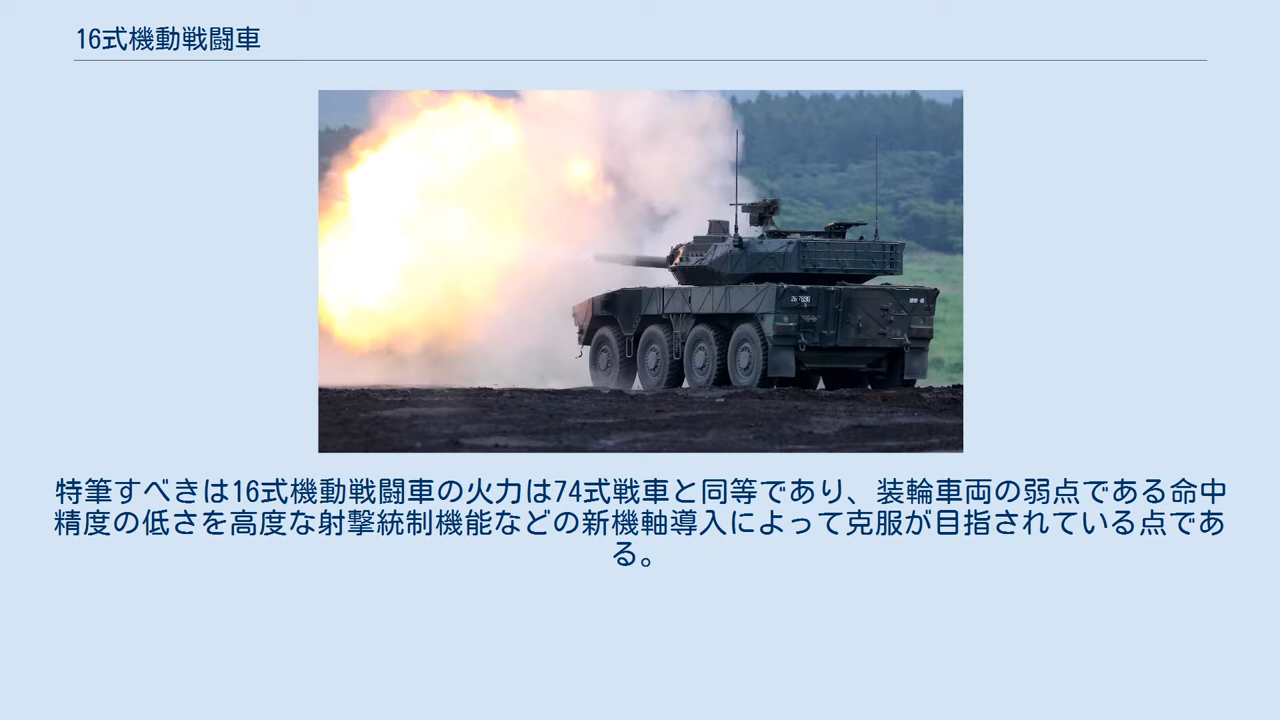 16式機動戦闘車
特筆すべきは16式機動戦闘車の火力は74式戦車と同等であり、装輪車両の弱点である命中
精度の低さを高度な射撃統制機能などの新機軸導入によって克服が目指されている点であ
る。